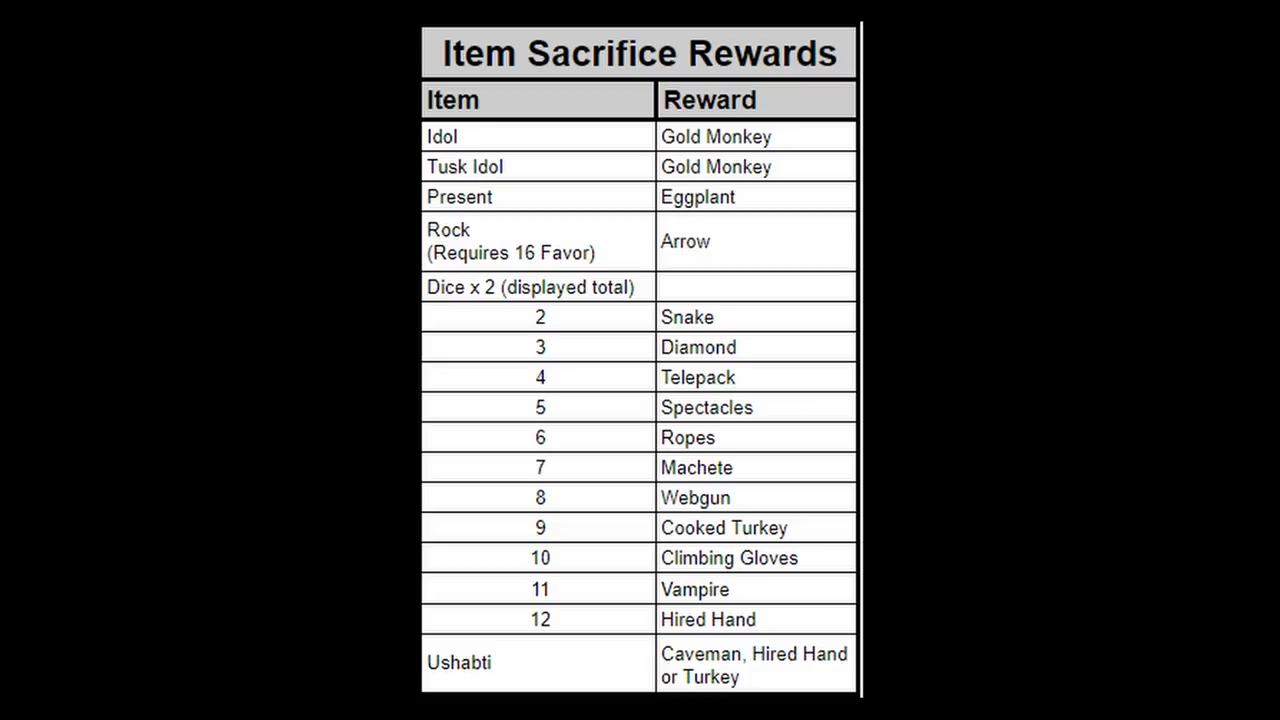 Item Sacrifice Rewards
Item Reward
Idol Gold Monkey
Tusk Idol Gold Monkey
Present Eggplant
Rock
(Requires 16 Favor) Arrow
Dice x 2 (displayed total)
2 Snake
3 Diamond
4 Telepack
5 Spectacles
6 Ropes
7 Machete
8 Webgun
9 Cooked Turkey
10 Climbing Gloves
11 Vampire
12 Hired Hand
Ushabti Caveman, Hired Hand
or Turkey